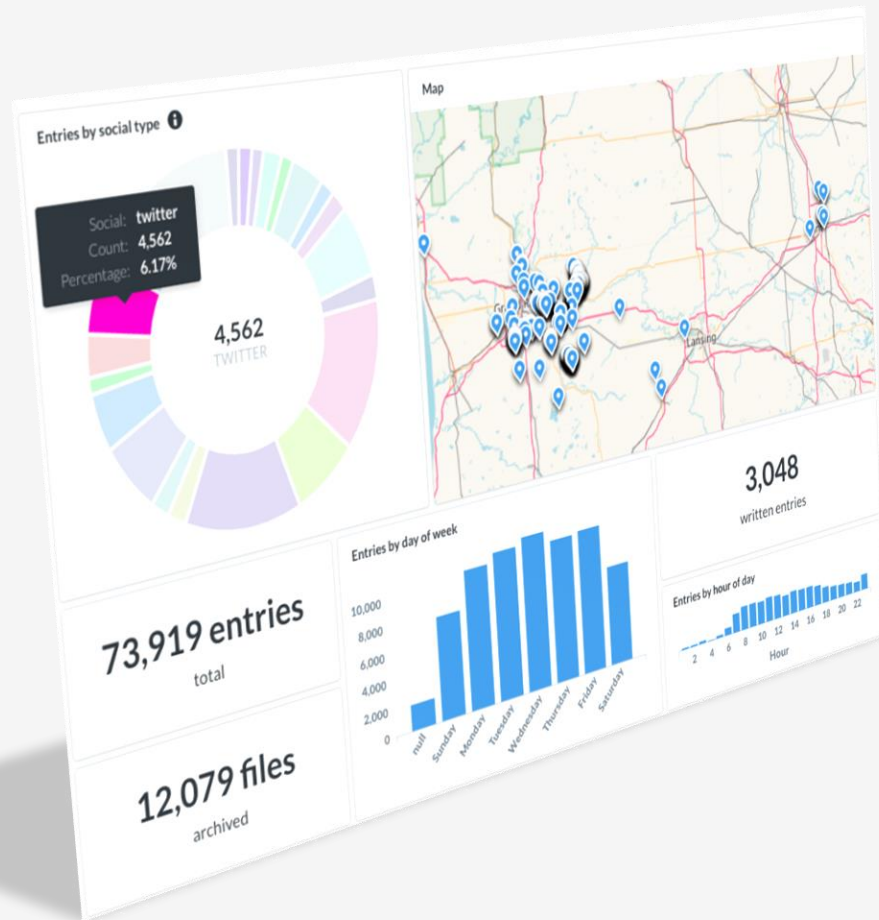 Entries by social type
Social: twitter
Count: 4,562
Percentage: 6.17%
4,562
TWITTER
Map
Lansing
73,919 entries
total
12,079 files
archived
Entries by day of week
10,000
8,000
6,000
4,000
2,000
0
null
Sunday
Monday
Tuesday
Wednesday
Thursday
Friday
Saturday
3,048
written entries
Entries by hour of day
2 4 6 8 10 12 14 16 18 20 22
Hour